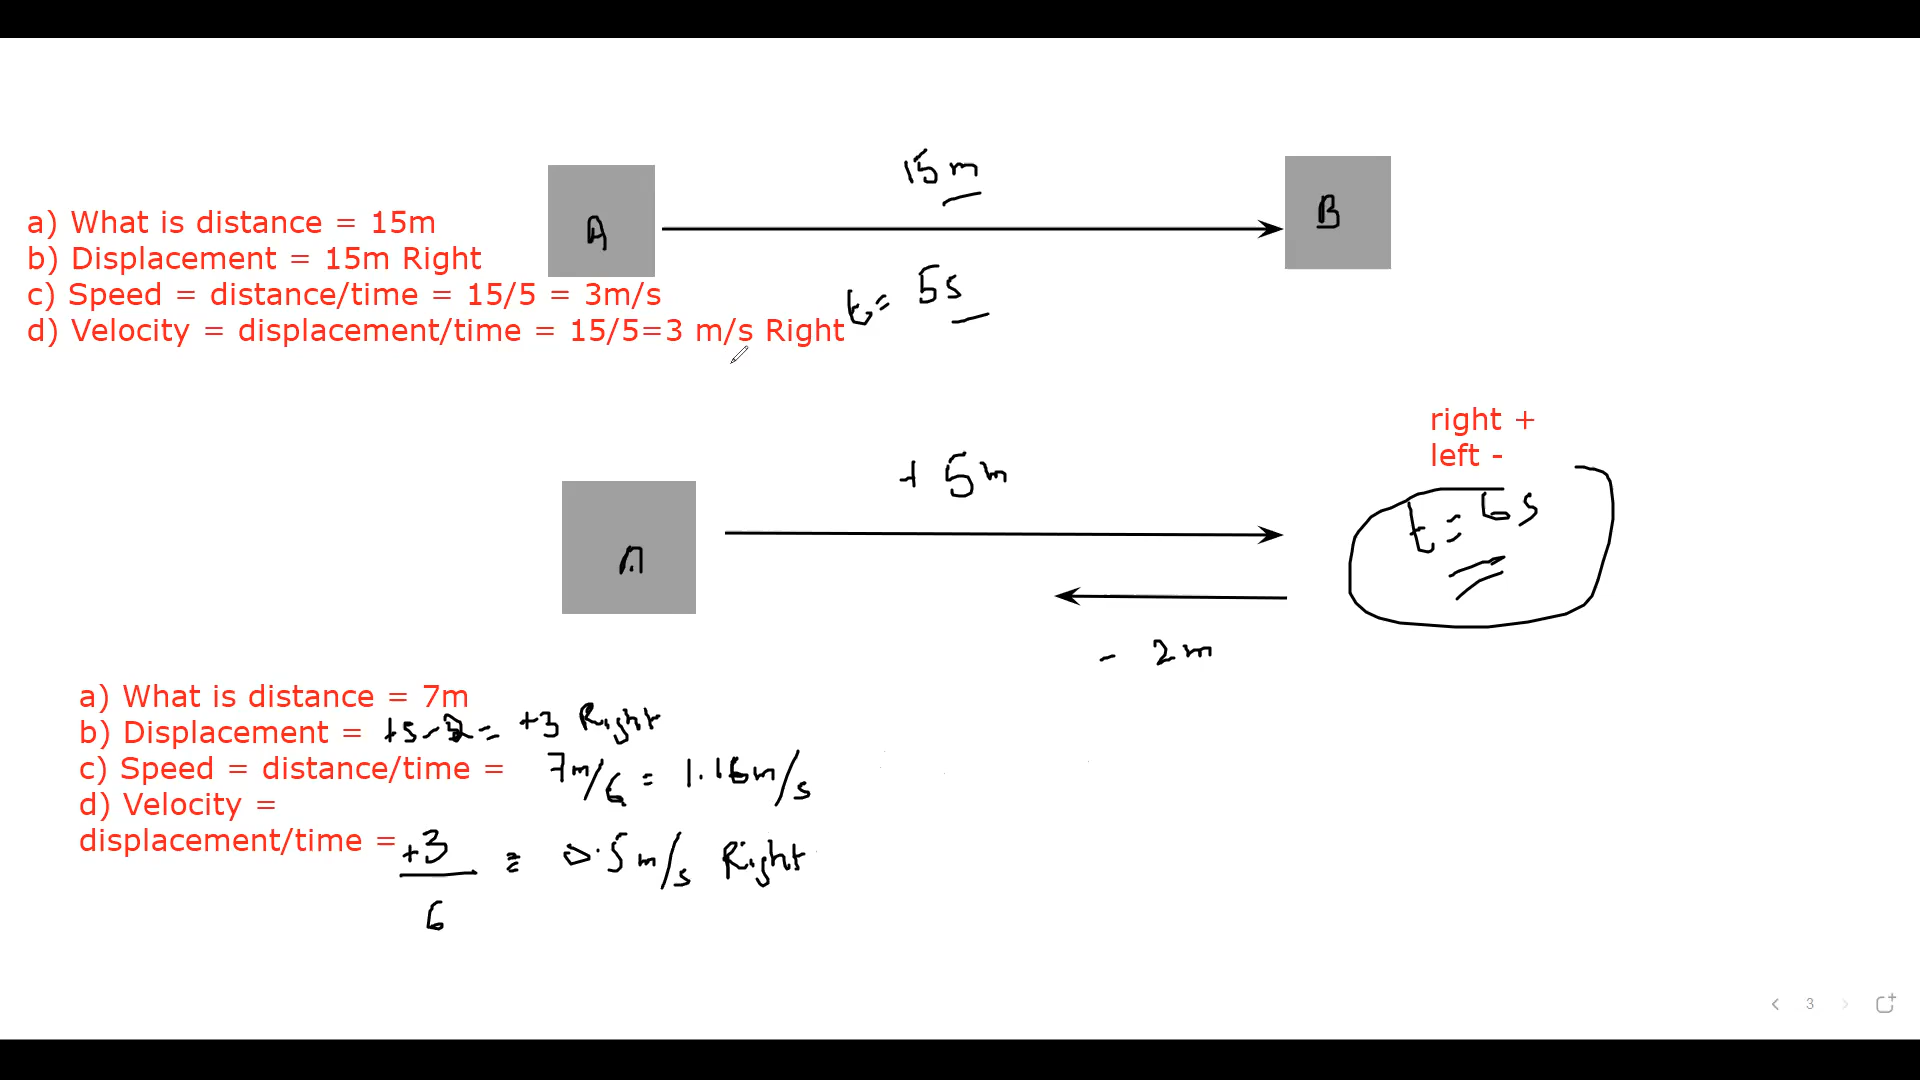 15m
A
B
a) What is distance = 15m
b) Displacement = 15m Right
c) Speed = distance/time = 15/5 = 3m/s
t= 5s
d) Velocity = displacement/time = 15/5=3 m/s Right
right +
left -
+ 5m
t= 6s
A
- 2m
a) What is distance = 7m
b) Displacement = +5-2= +3 Right
c) Speed = distance/time = 7m/6 = 1.16m/s
d) Velocity =
displacement/time = +3/6 = 0.5m/s Right
3